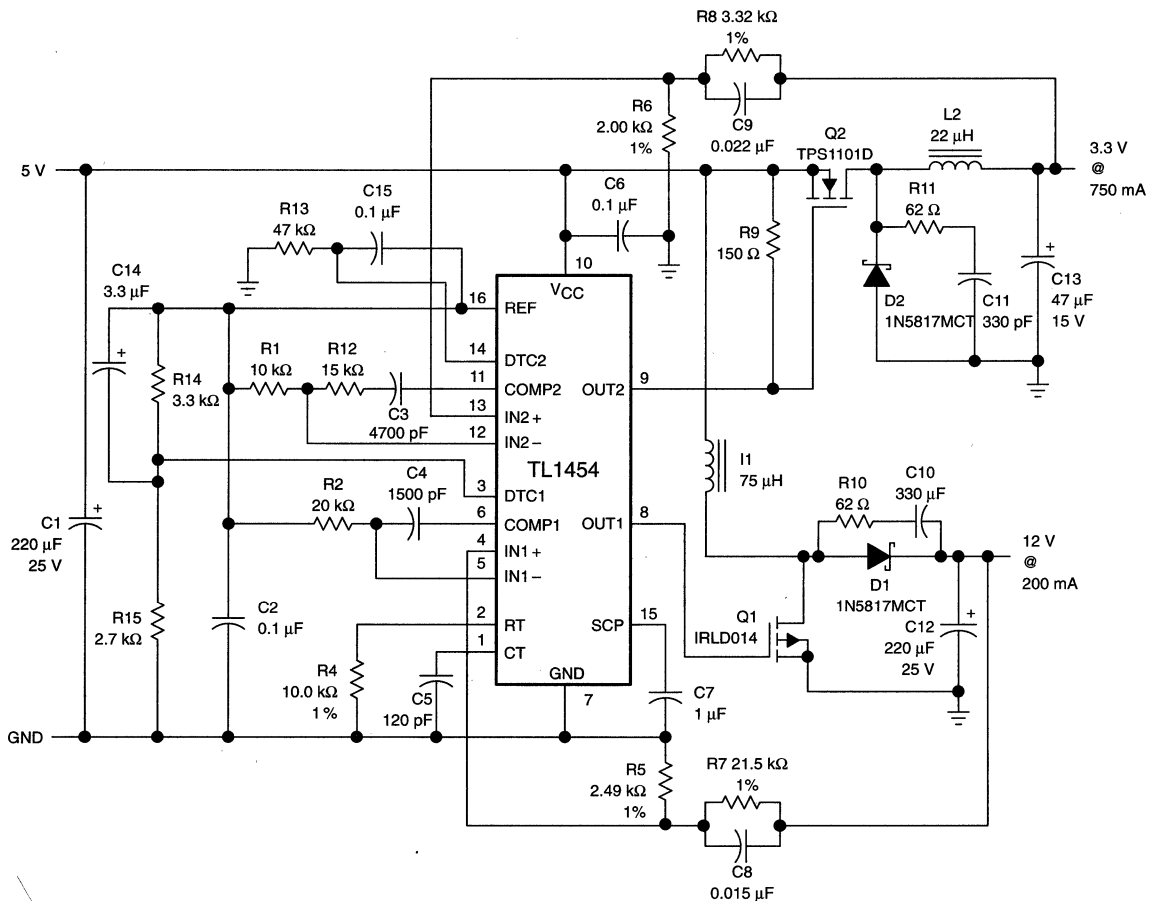 R8 3.32 kΩ
1%
R6
2.00 kΩ
1%
C9
0.022 µF
Q2
TPS1101D
L2
22 µH
3.3 V
@
750 mA
5 V
C15
0.1 µF
C6
0.1 µF
R13
47 kΩ
R9
150 Ω
R11
62 Ω
C14
3.3 µF
10
VCC
D2
1N5817MCT
C11
330 pF
C13
+
47 µF
15 V
16
REF
+
R14
3.3 kΩ
R1
10 kΩ
R12
15 kΩ
C3
4700 pF
14
DTC2
11
COMP2
13
IN2+
12
IN2−
OUT2
9
TL1454
I1
75 µH
R2
20 kΩ
C4
1500 pF
3
DTC1
6
COMP1
4
IN1+
5
IN1−
OUT1
8
R10
62 Ω
C10
330 µF
12 V
@
200 mA
D1
1N5817MCT
C1
+
220 µF
25 V
R15
2.7 kΩ
C2
0.1 µF
2
RT
1
CT
SCP
15
Q1
IRLD014
C12
+
220 µF
25 V
R4
10.0 kΩ
1%
C5
120 pF
GND
7
C7
1 µF
GND
R5
2.49 kΩ
1%
R7 21.5 kΩ
1%
C8
0.015 µF